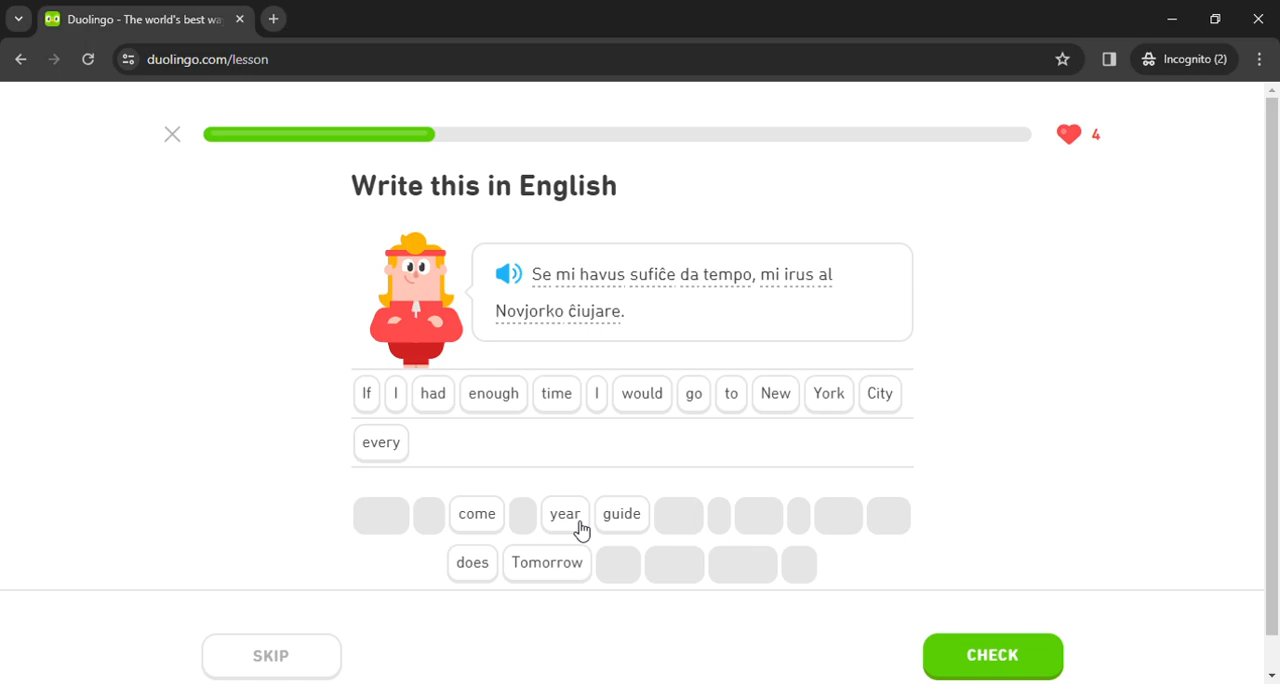 Duolingo - The world's best wa
duolingo.com/lesson
Incognito (2)
4
Write this in English
Se mi havus sufiĉe da tempo, mi irus al
Novjorko ĉiujare.
If I had enough time I would go to New York City
every
come year guide
does Tomorrow
SKIP CHECK